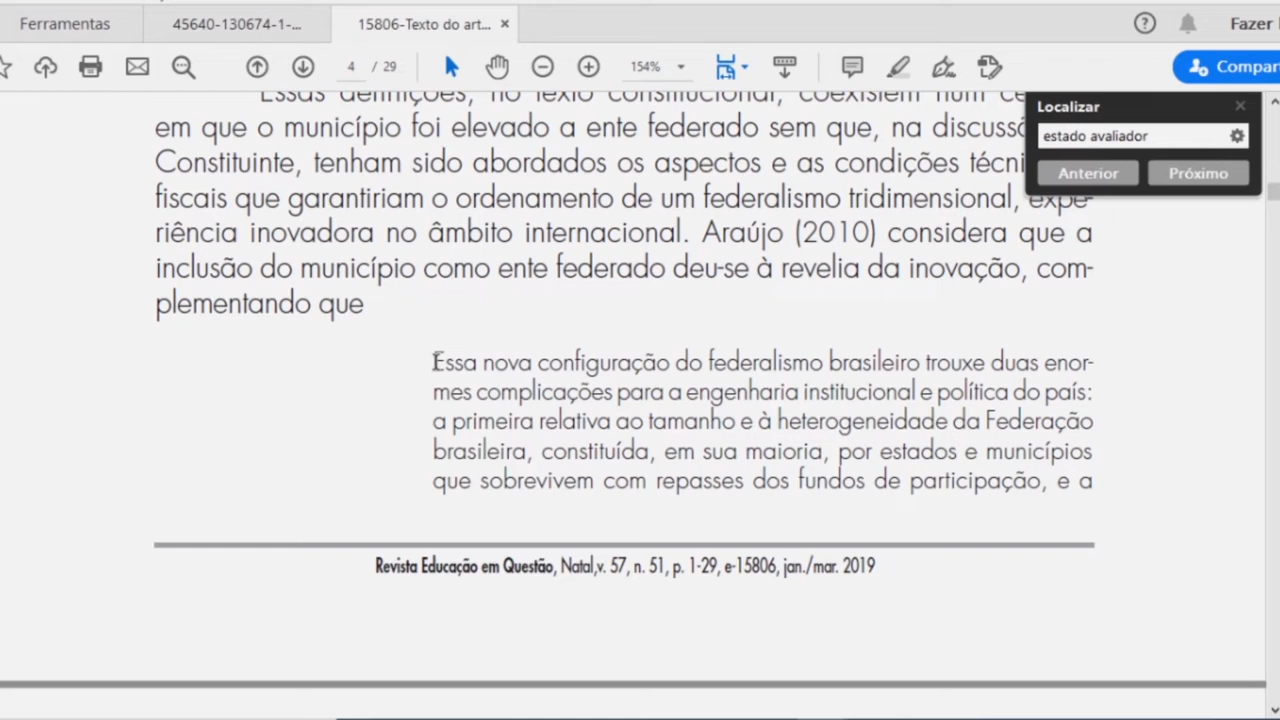 Ferramentas
45640-130674-1-...
15806-Texto do art... ×
Fazer
4 / 29
154%
Compar
Essas definições, no texto constitucional, coexistem num
em que o município foi elevado a ente federado sem que, na
Constituinte, tenham sido abordados os aspectos e as condições
fiscais que garantiriam o ordenamento de um federalismo tridimensional, expe-
riência inovadora no âmbito internacional. Araújo (2010) considera que a
inclusão do município como ente federado deu-se à revelia da inovação, com-
plementando que
Localizar
estado avaliador
Anterior
Próximo
Essa nova configuração do federalismo brasileiro trouxe duas enor-
mes complicações para a engenharia institucional e política do país:
a primeira relativa ao tamanho e à heterogeneidade da Federação
brasileira, constituída, em sua maioria, por estados e municípios
que sobrevivem com repasses dos fundos de participação, e a
Revista Educação em Questão, Natal,v. 57, n. 51, p. 1-29, e-15806, jan./mar. 2019